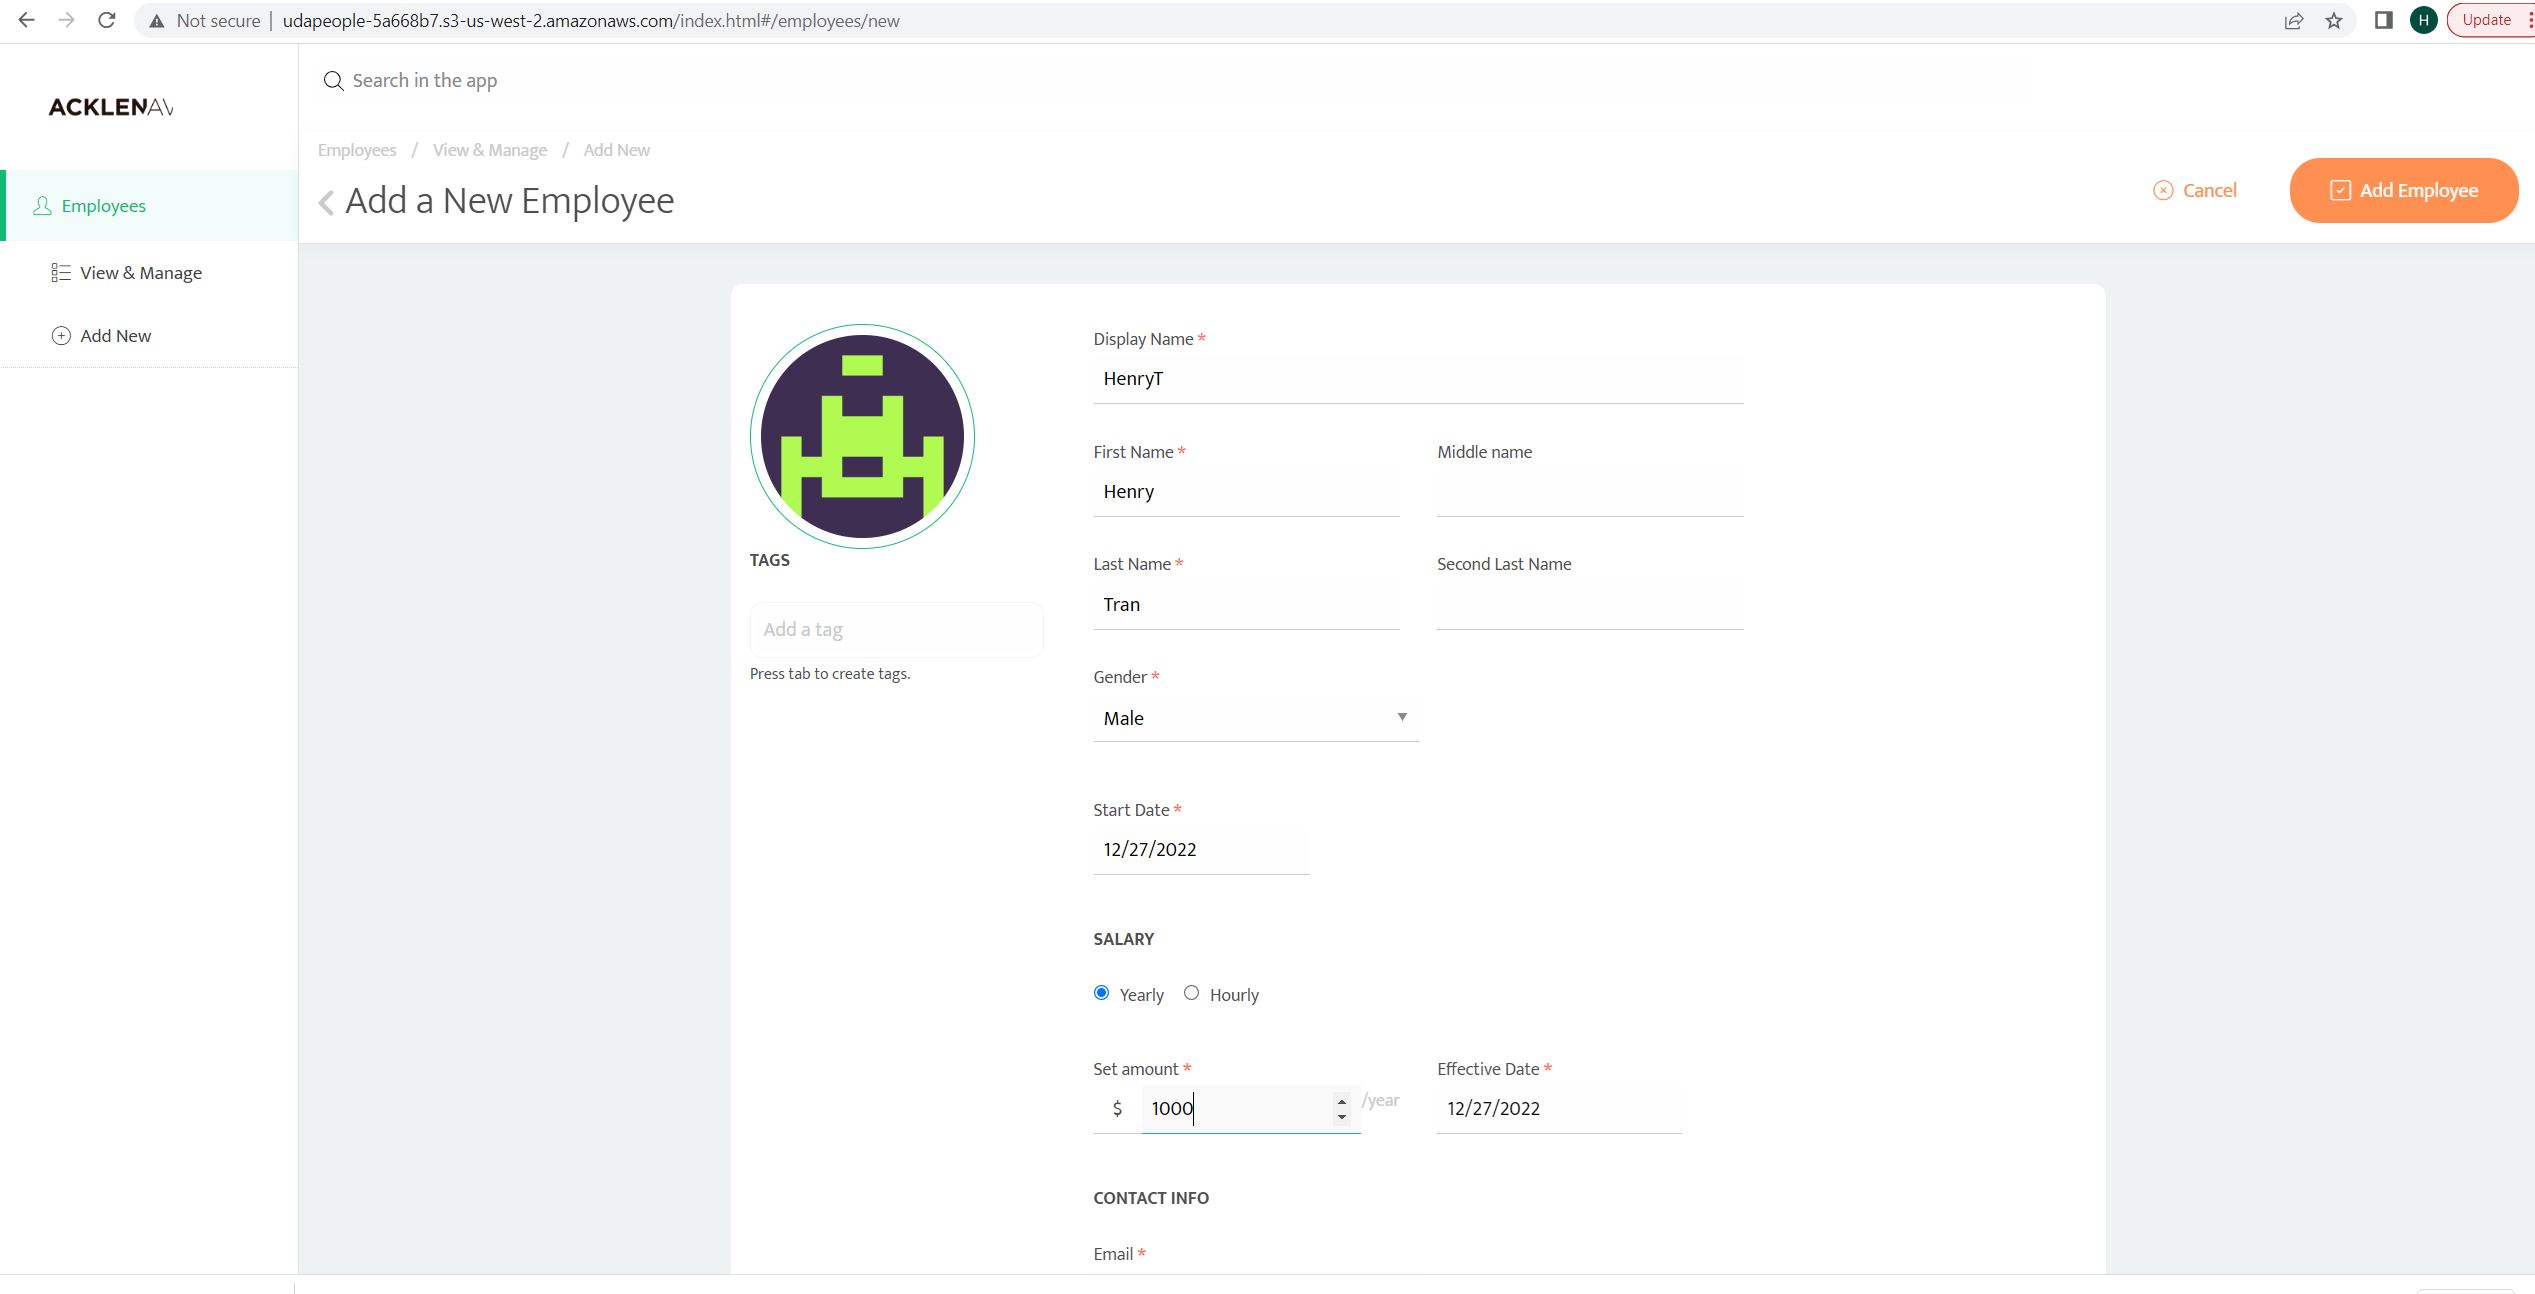 Not secure | udapeople-5a668b7.s3-us-west-2.amazonaws.com/index.html#/employees/new
H
Update
ACKLENAV
Search in the app
Employees / View & Manage / Add New
Add a New Employee
Cancel
Add Employee
Employees
View & Manage
Add New
TAGS
Add a tag
Press tab to create tags.
Display Name *
HenryT
First Name *
Middle name
Henry
Last Name *
Second Last Name
Tran
Gender *
Male
Start Date *
12/27/2022
SALARY
Yearly
Hourly
Set amount *
Effective Date *
$ 1000 /year
12/27/2022
CONTACT INFO
Email *